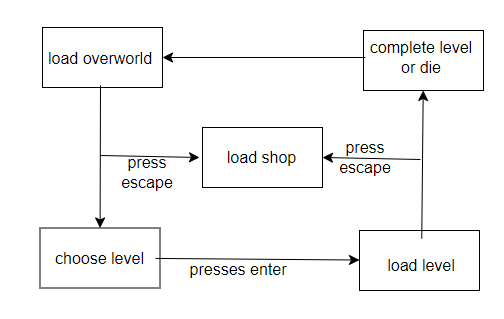 load overworld
complete level
or die
press
escape
load shop
press
escape
choose level
presses enter
load level